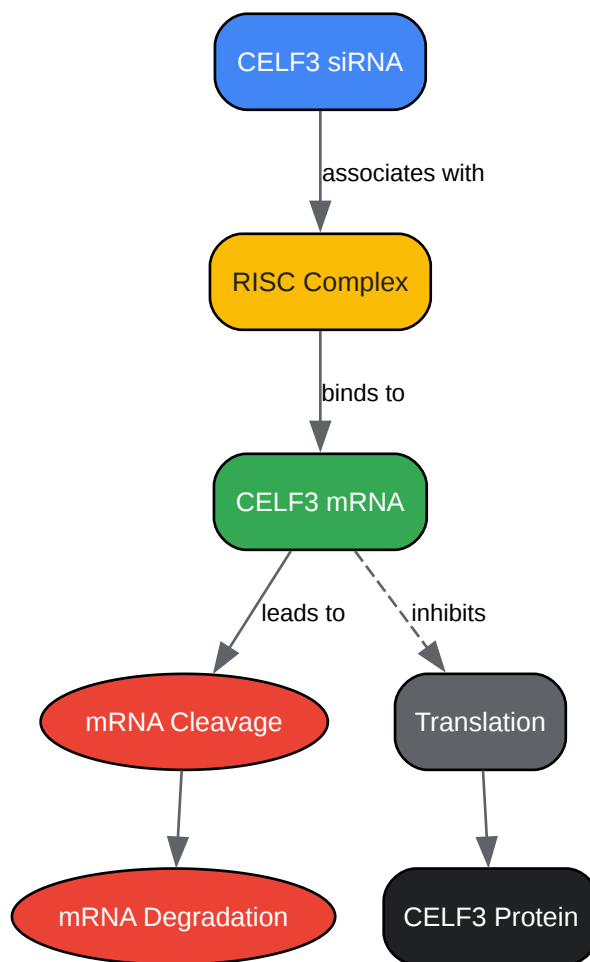 CELF3 siRNA
associates with
RISC Complex
binds to
CELF3 mRNA
leads to
inhibits
mRNA Cleavage
Translation
mRNA Degradation
CELF3 Protein